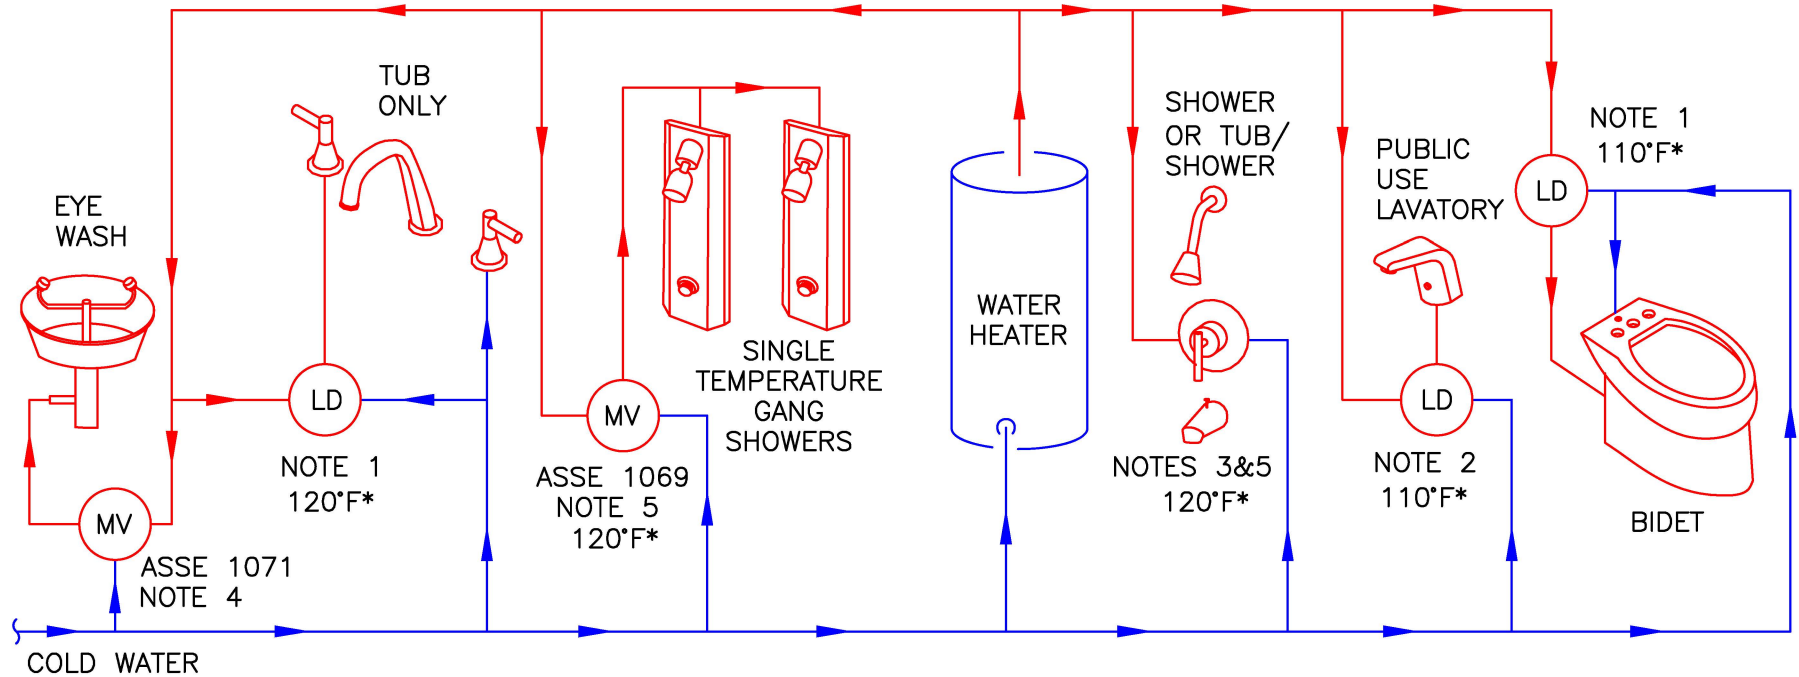 EYE
WASH
MV
ASSE 1071
NOTE 4
COLD WATER
TUB
ONLY
LD
NOTE 1
120°F*
MV
ASSE 1069
NOTE 5
120°F*
SINGLE
TEMPERATURE
GANG
SHOWERS
WATER
HEATER
SHOWER
OR TUB/
SHOWER
NOTES 3&5
120°F*
PUBLIC
USE
LAVATORY
LD
NOTE 2
110°F*
NOTE 1
110°F*
LD
BIDET